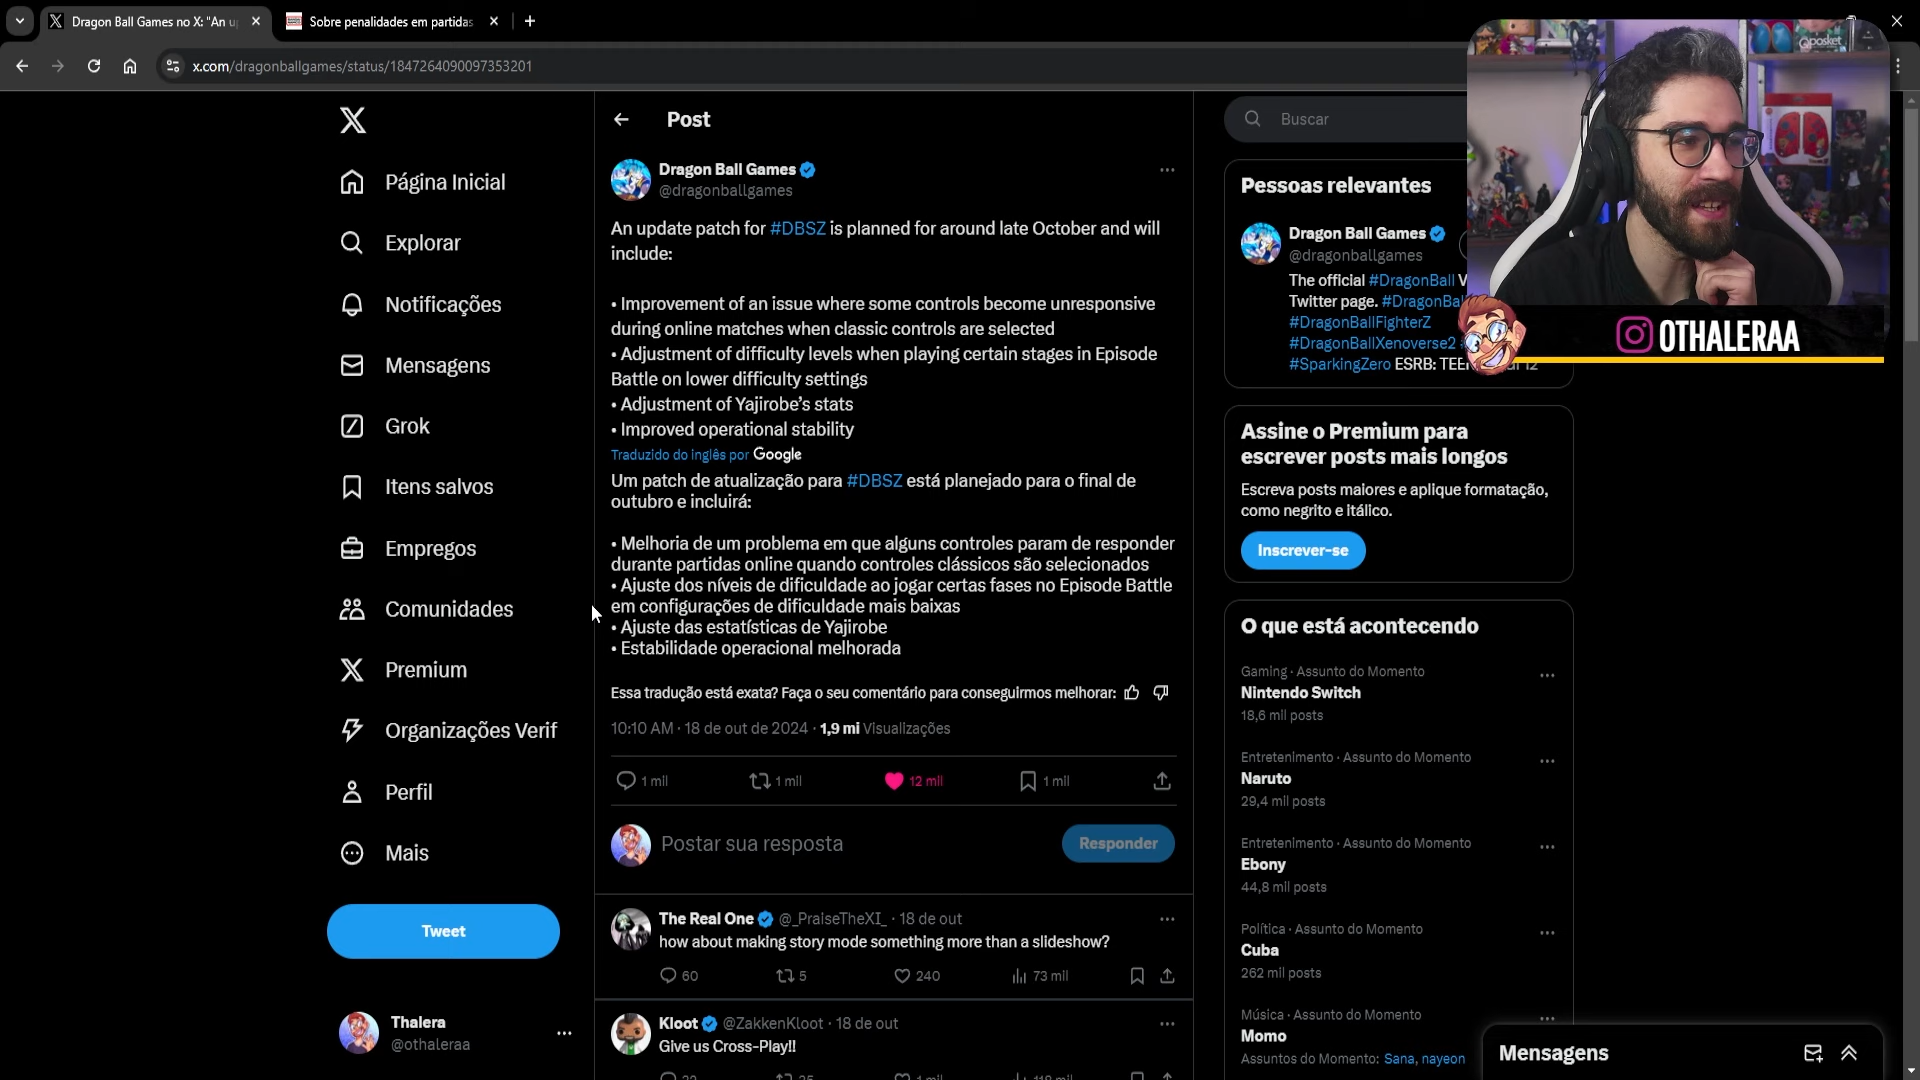 Dragon Ball Games no X: "An u
Sobre penalidades em partidas
x.com/dragonballgames/status/1847264090097353201
Página Inicial
Explorar
Notificações
Mensagens
Grok
Itens salvos
Empregos
Comunidades
Premium
Organizações Verif
Perfil
Mais
Tweet
Thalera
@othaleraa
Post
Dragon Ball Games
@dragonballgames
An update patch for #DBSZ is planned for around late October and will
include:
• Improvement of an issue where some controls become unresponsive
during online matches when classic controls are selected
• Adjustment of difficulty levels when playing certain stages in Episode
Battle on lower difficulty settings
• Adjustment of Yajirobe's stats
• Improved operational stability
Traduzido do inglês por Google
Um patch de atualização para #DBSZ está planejado para o final de
outubro e incluirá:
• Melhoria de um problema em que alguns controles param de responder
durante partidas online quando controles clássicos são selecionados
• Ajuste dos níveis de dificuldade ao jogar certas fases no Episode Battle
em configurações de dificuldade mais baixas
• Ajuste das estatísticas de Yajirobe
• Estabilidade operacional melhorada
Essa tradução está exata? Faça o seu comentário para conseguirmos melhorar:
10:10 AM · 18 de out de 2024 · 1,9 mi Visualizações
1 mil 1 mil 12 mil 1 mil
Postar sua resposta
Responder
The Real One @_PraiseTheXI_ · 18 de out
how about making story mode something more than a slideshow?
60 5 240 73 mil
Kloot @ZakkenKloot · 18 de out
Give us Cross-Play!!
Buscar
Pessoas relevantes
Dragon Ball Games
@dragonballgames
The official #DragonBall V
Twitter page. #DragonBal
#DragonBallFighterZ
#DragonBallXenoverse2
#SparkingZero ESRB: TEE
Assine o Premium para
escrever posts mais longos
Escreva posts maiores e aplique formatação,
como negrito e itálico.
Inscrever-se
O que está acontecendo
Gaming · Assunto do Momento
Nintendo Switch
18,6 mil posts
Entretenimento · Assunto do Momento
Naruto
29,4 mil posts
Entretenimento · Assunto do Momento
Ebony
44,8 mil posts
Política · Assunto do Momento
Cuba
262 mil posts
Música · Assunto do Momento
Momo
Assuntos do Momento: Sana, nayeon
Mensagens
Qposket
OTHALERAA